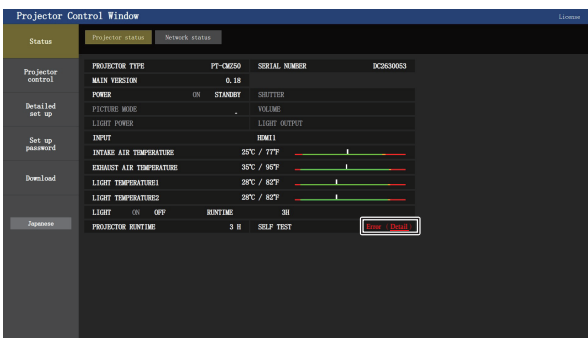 Projector Control Window License
Status
Projector status Network status
PROJECTOR TYPE PT-CMZ50 SERIAL NUMBER DC2630053
MAIN VERSION 0.18
POWER ON STANDBY SHUTTER
PICTURE MODE VOLUME
LIGHT POWER LIGHT OUTPUT
INPUT HDMI1
INTAKE AIR TEMPERATURE 25℃ / 77℉
EXHAUST AIR TEMPERATURE 35℃ / 95℉
LIGHT TEMPERATURE1 28℃ / 82℉
LIGHT TEMPERATURE2 28℃ / 82℉
LIGHT ON OFF RUNTIME 3H
PROJECTOR RUNTIME 3 H SELF TEST Error (Detail)
Projector
control
Detailed
set up
Set up
password
Download
Japanese